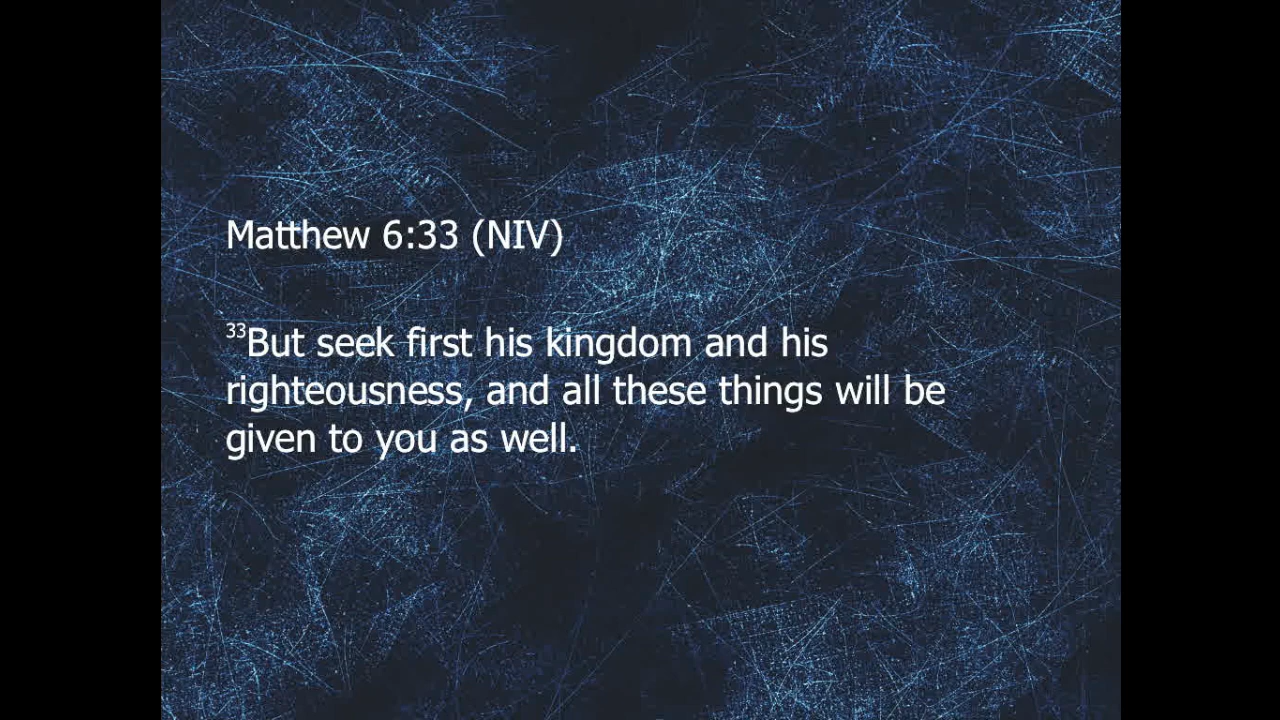 Matthew 6:33 (NIV)
33But seek first his kingdom and his
righteousness, and all these things will be
given to you as well.